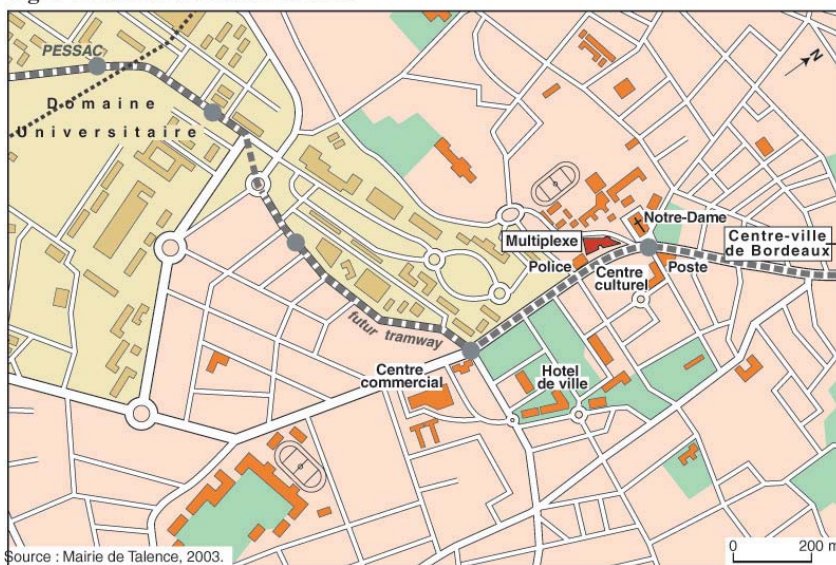 PESSAC
N
Domaine
Universitaire
Notre-Dame
Multiplexe
Centre-ville
de Bordeaux
Police
Centre
culturel
Poste
futur tramway
Centre
commercial
Hotel
de ville
Source : Mairie de Talence, 2003.
0 200 m